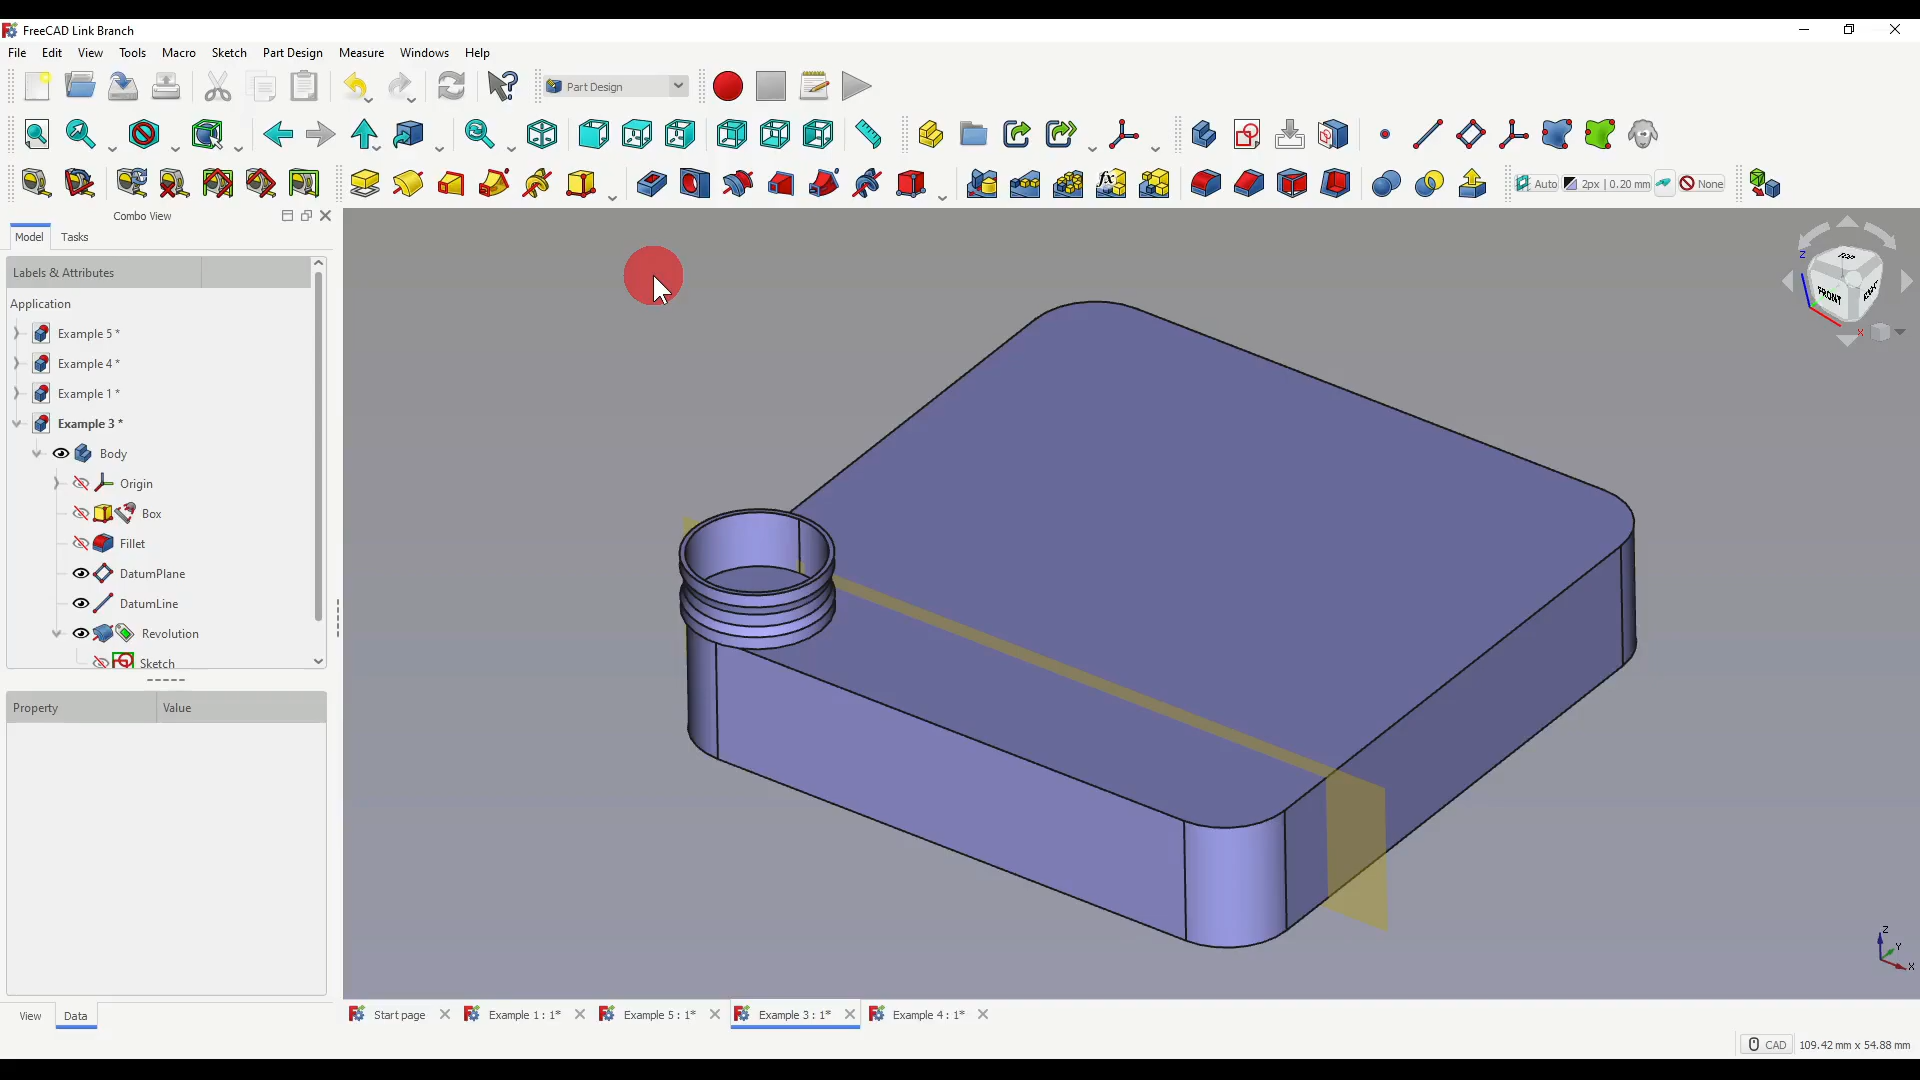 FreeCAD Link Branch
File Edit View Tools Macro Sketch Part Design Measure Windows Help
Part Design
Auto 2px | 0.20 mm None
Combo View
Model Tasks
Labels & Attributes
Application
Example 5 *
Example 4 *
Example 1 *
Example 3 *
Body
Origin
Box
Fillet
DatumPlane
DatumLine
Revolution
Sketch
Property Value
View Data
TOP
FRONT
RIGHT
Z
X
Z
Y
X
Start page Example 1 : 1* Example 5 : 1* Example 3 : 1* Example 4 : 1*
CAD 109.42 mm x 54.88 mm